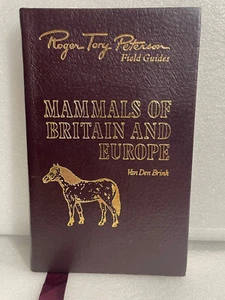 Roger Tory Peterson
Field Guides
MAMMALS OF
BRITAIN AND
EUROPE
Van Den Brink